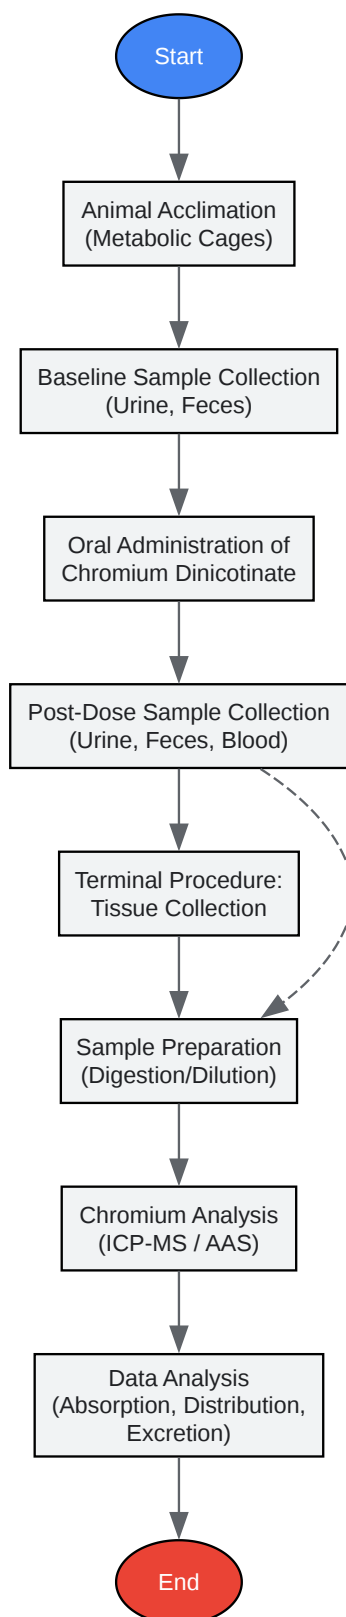 Start
Animal Acclimation
(Metabolic Cages)
Baseline Sample Collection
(Urine, Feces)
Oral Administration of
Chromium Dinicotinate
Post-Dose Sample Collection
(Urine, Feces, Blood)
Terminal Procedure:
Tissue Collection
Sample Preparation
(Digestion/Dilution)
Chromium Analysis
(ICP-MS / AAS)
Data Analysis
(Absorption, Distribution,
Excretion)
End